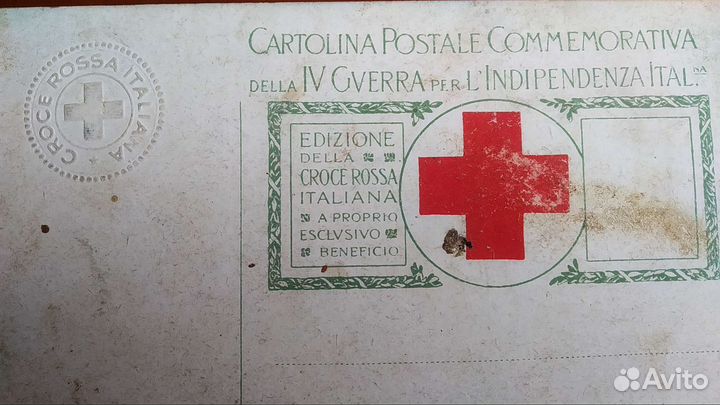 CROCE ROSSA ITALIANA
CARTOLINA POSTALE COMMEMORATIVA
DELLA IV GVERRA PER L'INDIPENDENZA ITAL.DA
EDIZIONE
DELLA
CROCE ROSSA
ITALIANA
A PROPRIO
ESCLVSIVO
BENEFICIO
Avito